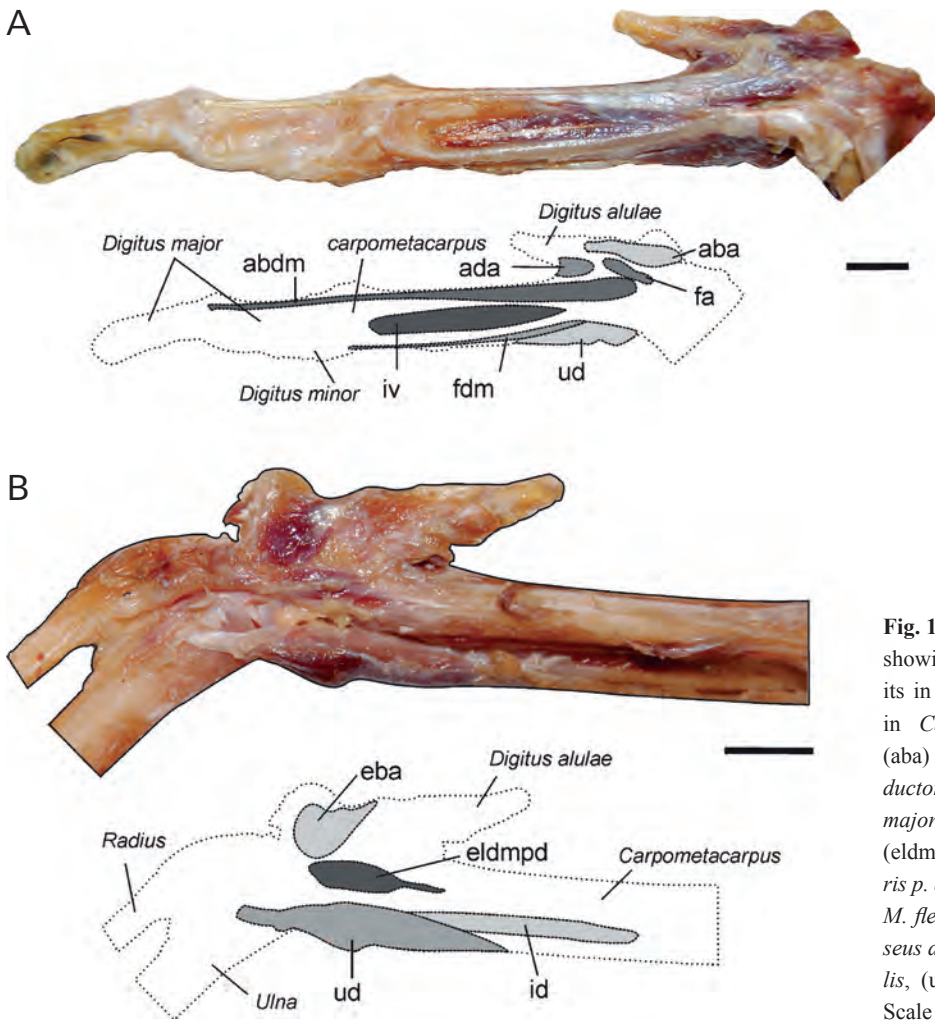 A
Digitus major
abdm
carpometacarpus
Digitus alulae
ada
aba
fa
Digitus minor
iv
fdm
ud
B
eba
Digitus alulae
Radius
eldmpd
Carpometacarpus
Ulna
ud
id
Fig. 1
showi
its in
in C
(aba)
ductor
major
(eldm
ris p.
M. fle
seus a
lis, (u
Scale